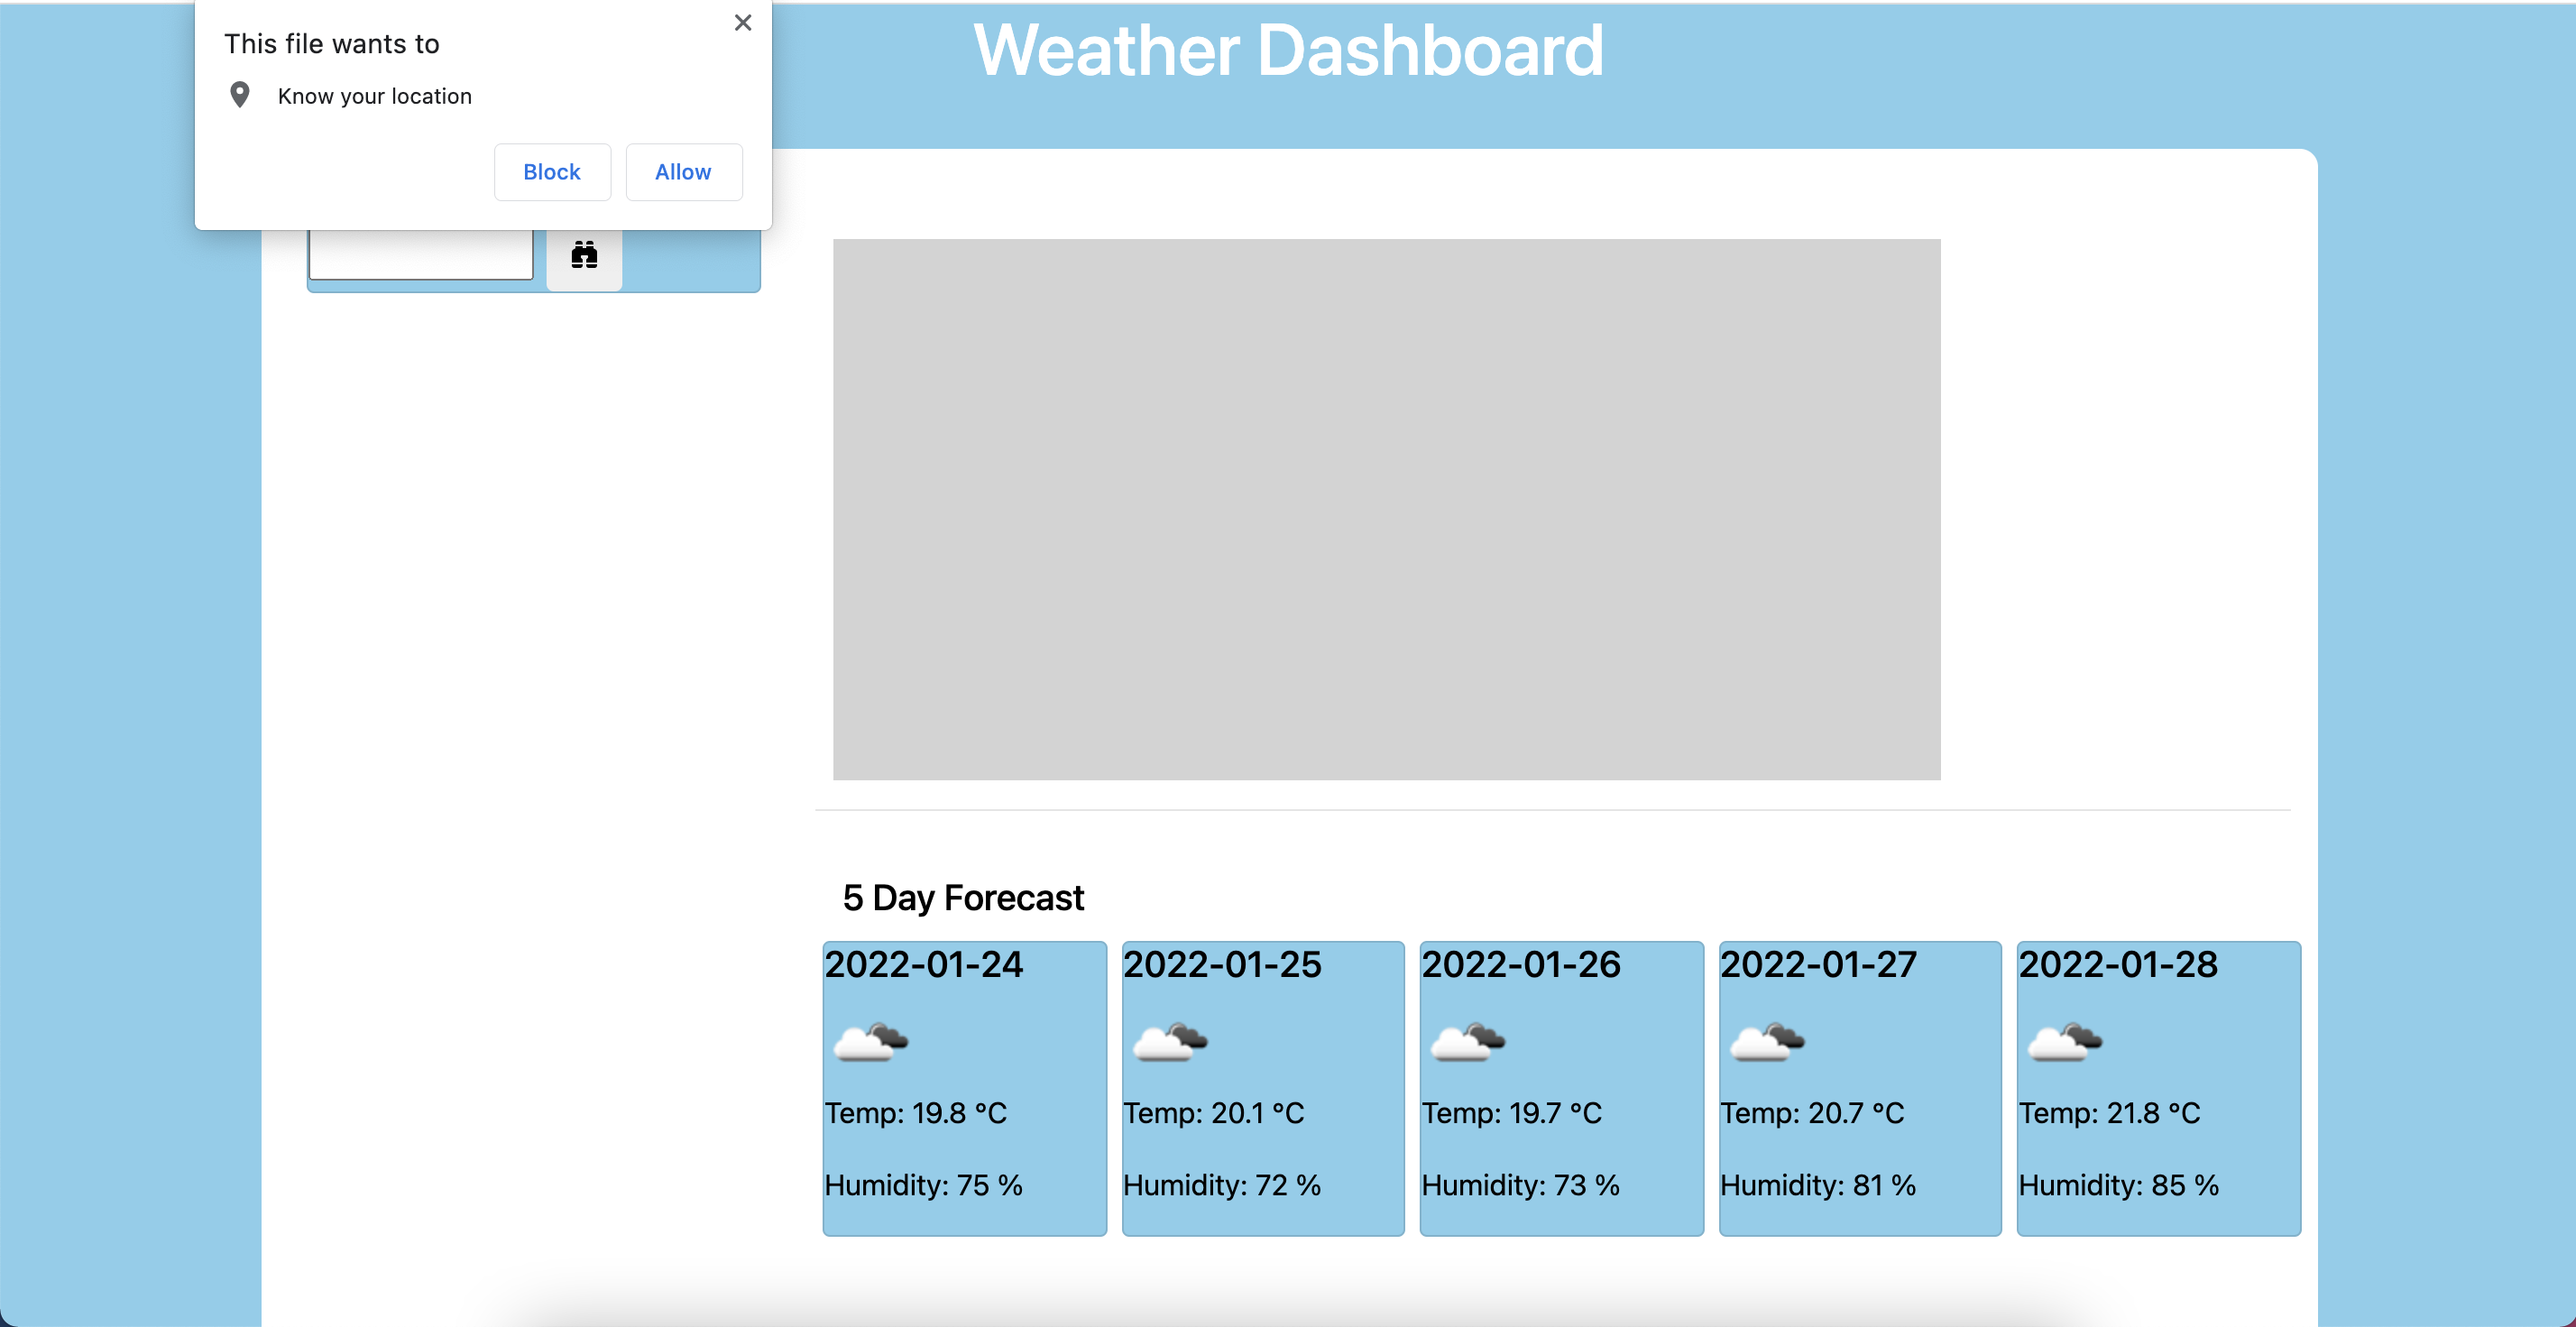 Weather Dashboard
This file wants to
Know your location
Block
Allow
5 Day Forecast
2022-01-24
Temp: 19.8 °C
Humidity: 75 %
2022-01-25
Temp: 20.1 °C
Humidity: 72 %
2022-01-26
Temp: 19.7 °C
Humidity: 73 %
2022-01-27
Temp: 20.7 °C
Humidity: 81 %
2022-01-28
Temp: 21.8 °C
Humidity: 85 %